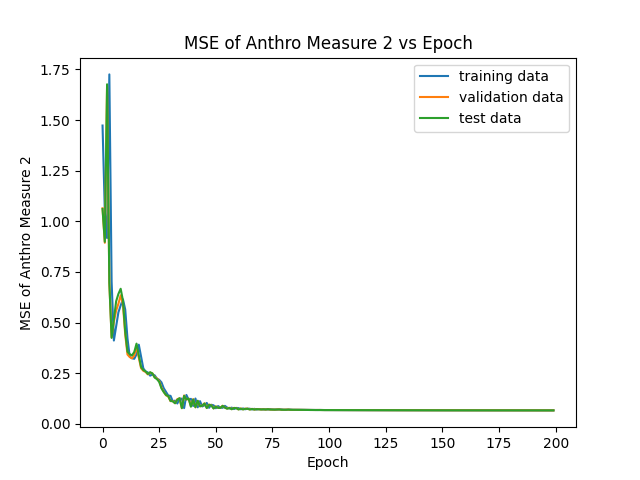 MSE of Anthro Measure 2 vs Epoch
training data
validation data
test data
MSE of Anthro Measure 2
1.75
1.50
1.25
1.00
0.75
0.50
0.25
0.00
0 25 50 75 100 125 150 175 200
Epoch